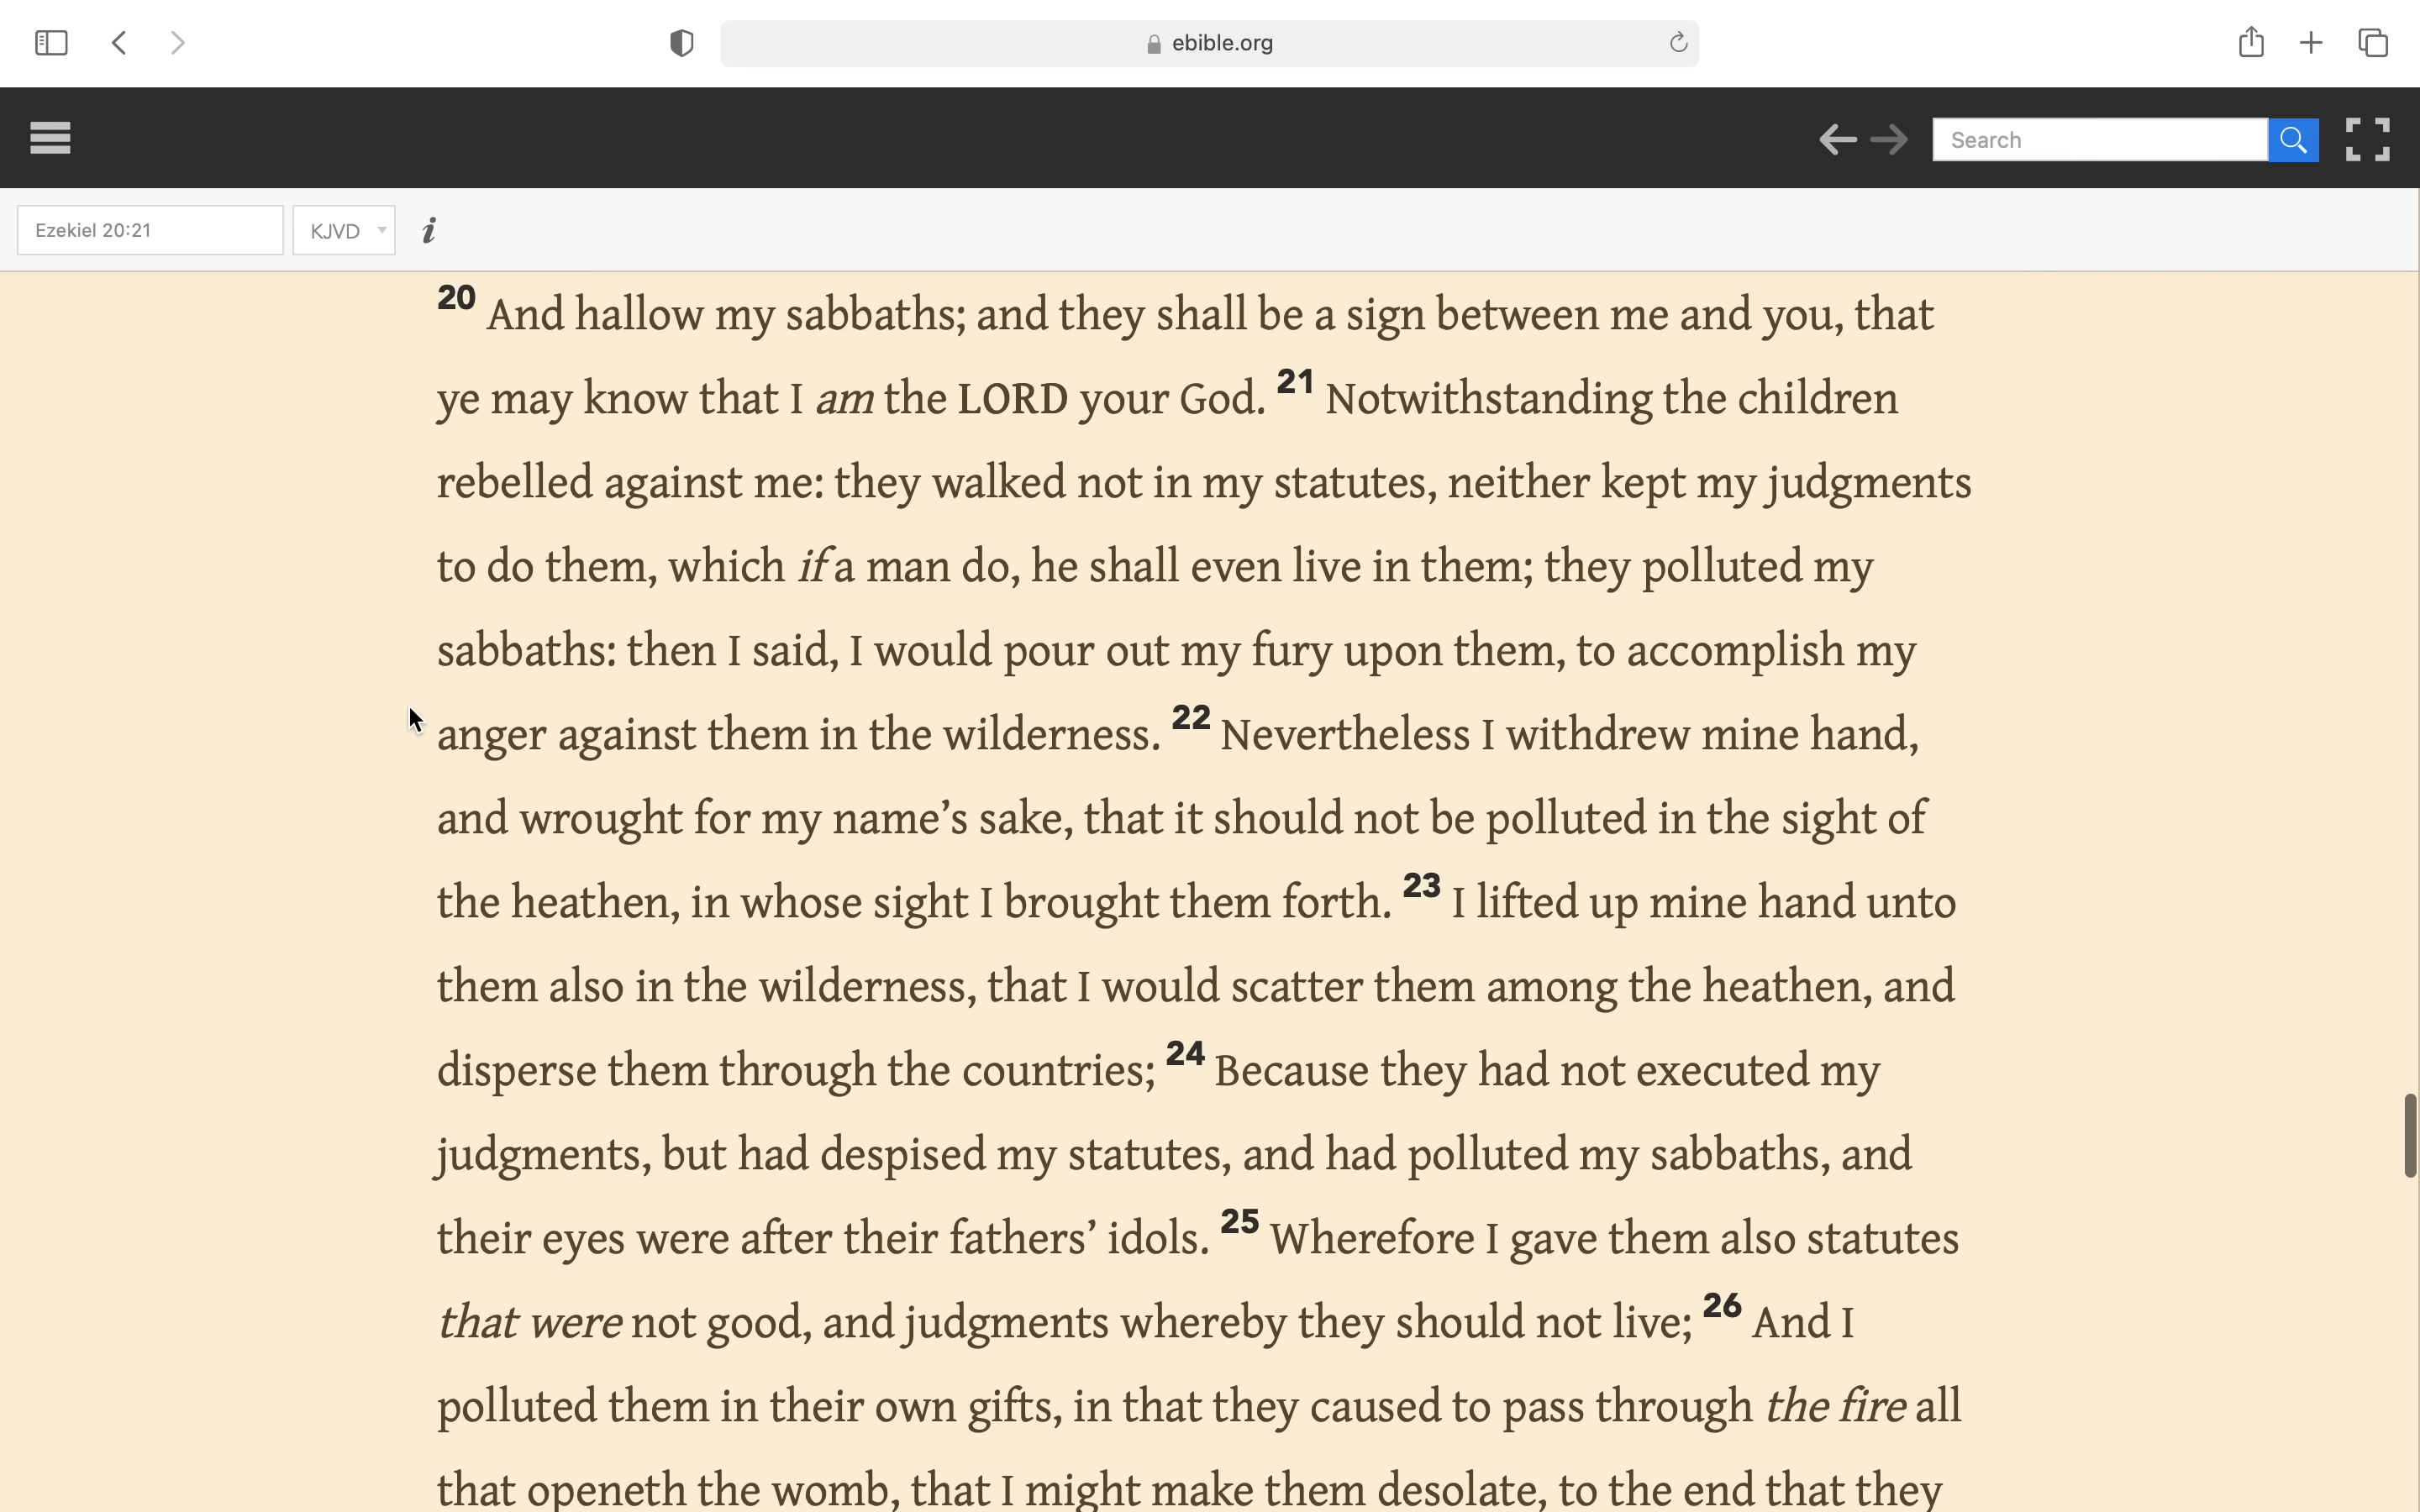 ebible.org
Search
Ezekiel 20:21 KJVD i
20 And hallow my sabbaths; and they shall be a sign between me and you, that
ye may know that I am the LORD your God. 21 Notwithstanding the children
rebelled against me: they walked not in my statutes, neither kept my judgments
to do them, which if a man do, he shall even live in them; they polluted my
sabbaths: then I said, I would pour out my fury upon them, to accomplish my
anger against them in the wilderness. 22 Nevertheless I withdrew mine hand,
and wrought for my name’s sake, that it should not be polluted in the sight of
the heathen, in whose sight I brought them forth. 23 I lifted up mine hand unto
them also in the wilderness, that I would scatter them among the heathen, and
disperse them through the countries; 24 Because they had not executed my
judgments, but had despised my statutes, and had polluted my sabbaths, and
their eyes were after their fathers’ idols. 25 Wherefore I gave them also statutes
that were not good, and judgments whereby they should not live; 26 And I
polluted them in their own gifts, in that they caused to pass through the fire all
that openeth the womb, that I might make them desolate, to the end that they